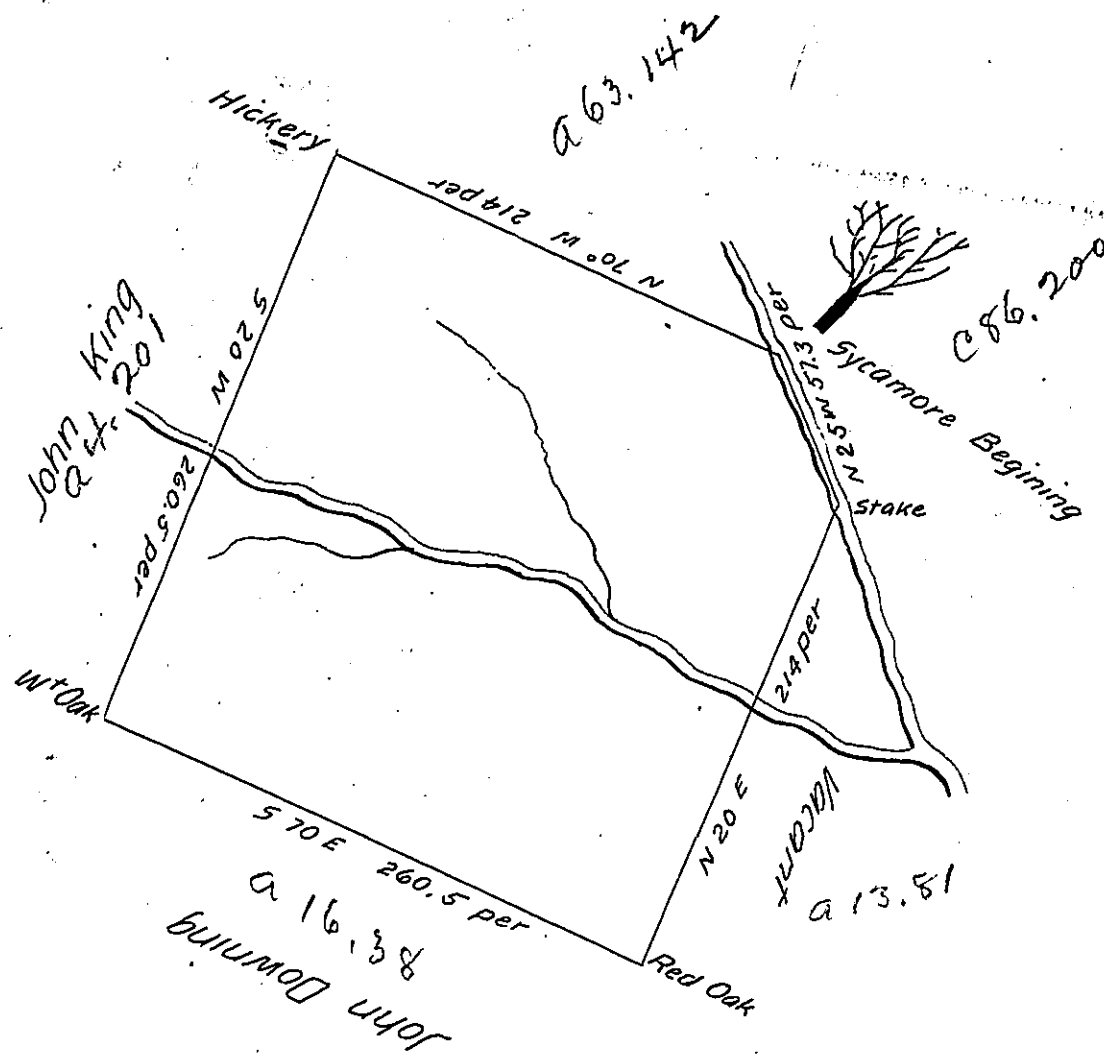 a 63.142
Hickery
N 70° W 214 per
C 86.200
Sycamore Begining
N 25 W 57.3 per
stake
S 20 W
260.5 per
John King
a 4. 201
Wt Oak
214 per
N 20 E
Vacant
a 13.81
S 70 E 260.5 per
a 16.38
John Downing
Red Oak